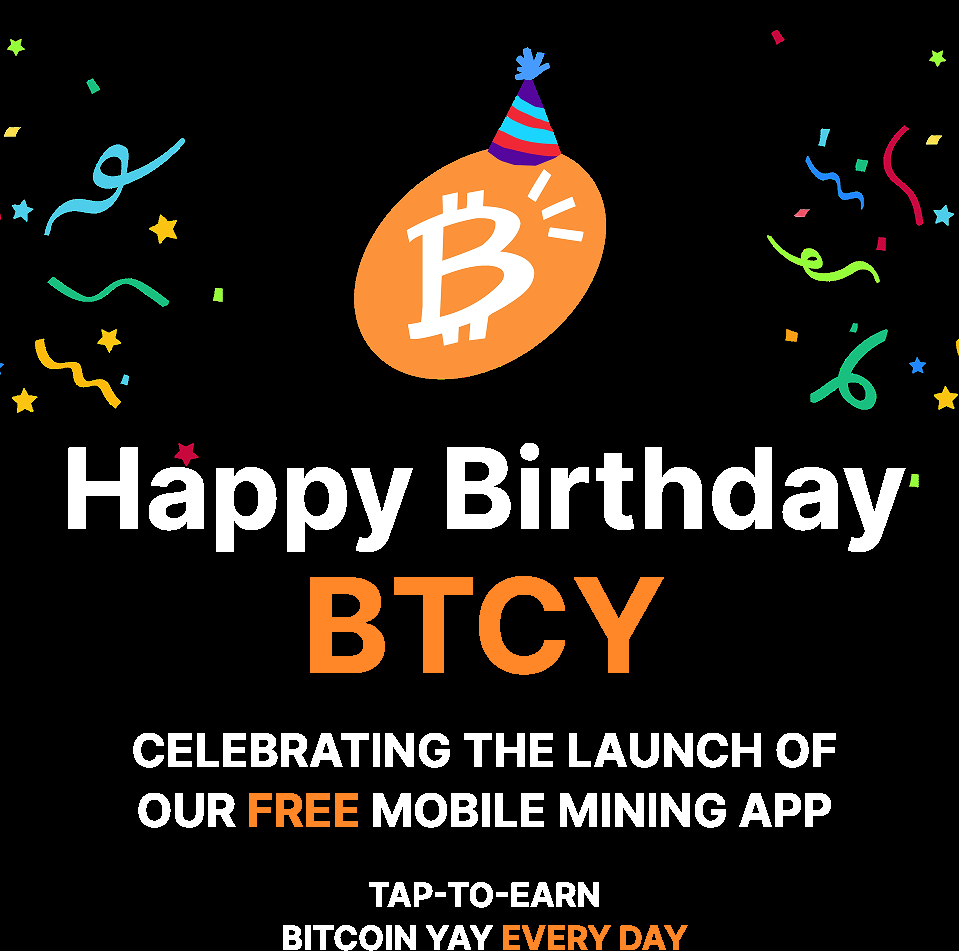 Happy Birthday
BTCY
CELEBRATING THE LAUNCH OF
OUR FREE MOBILE MINING APP
TAP-TO-EARN
BITCOIN YAY EVERY DAY